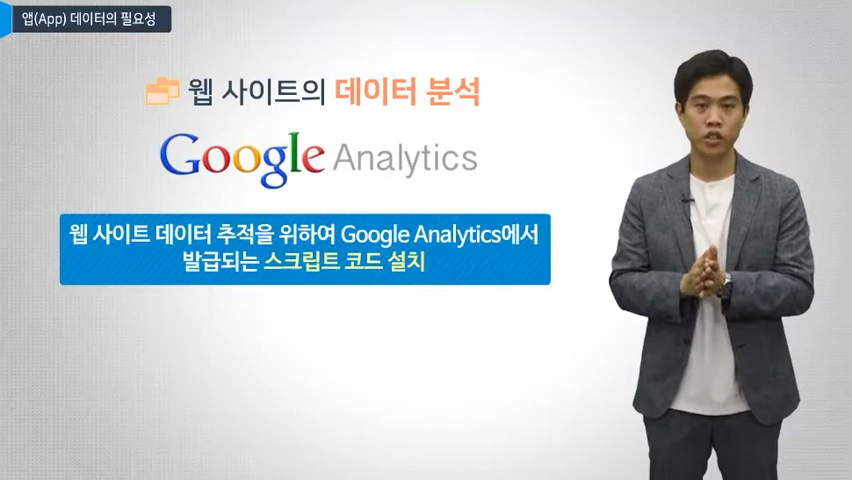 앱(App) 데이터의 필요성
웹 사이트의 데이터 분석
Google Analytics
웹 사이트 데이터 추적을 위하여 Google Analytics에서
발급되는 스크립트 코드 설치